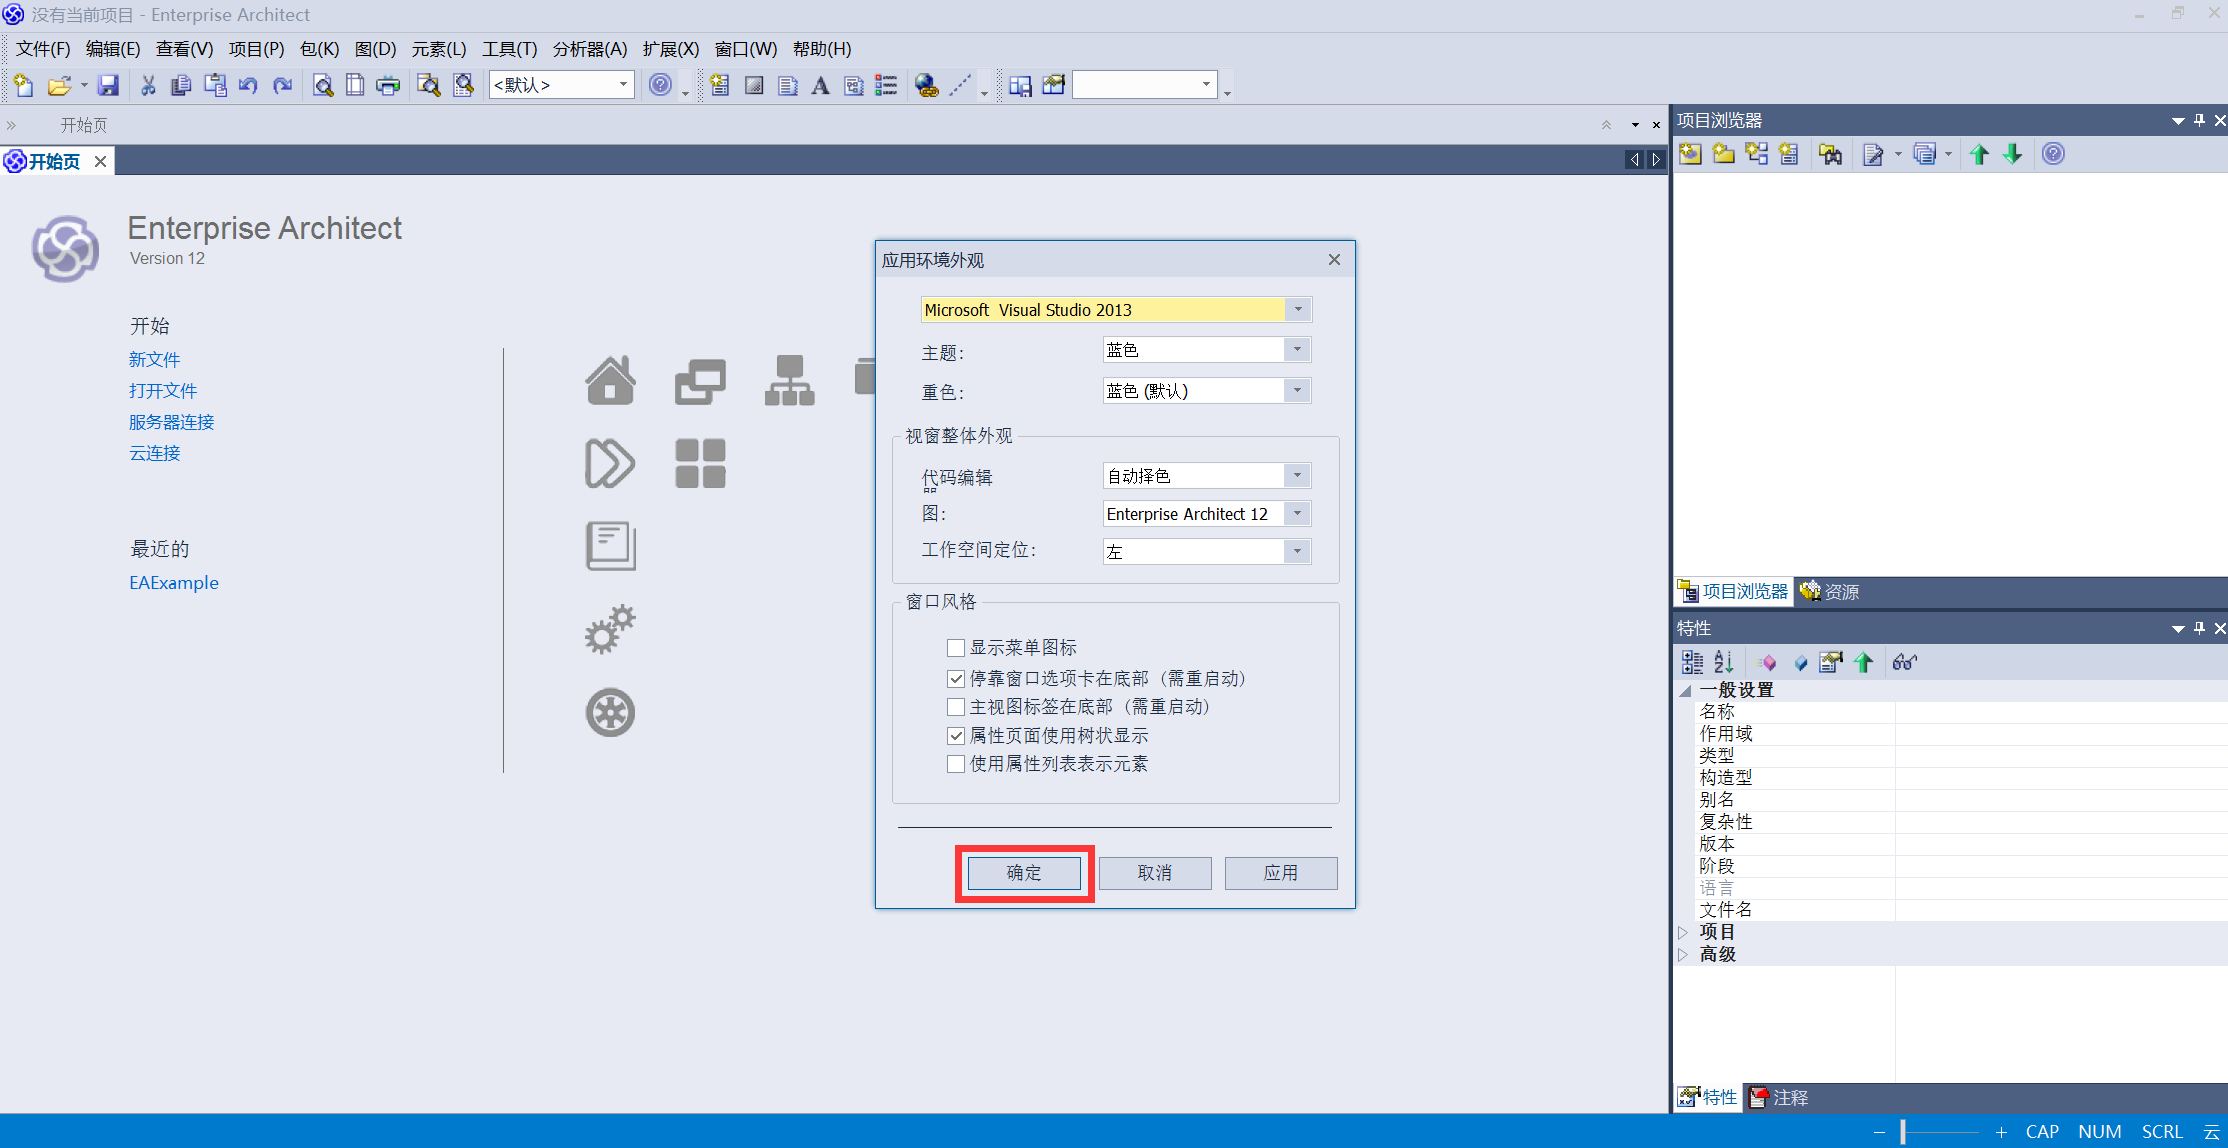 没有当前项目 - Enterprise Architect
文件(F) 编辑(E) 查看(V) 项目(P) 包(K) 图(D) 元素(L) 工具(T) 分析器(A) 扩展(X) 窗口(W) 帮助(H)
<默认>
开始页
开始页
Enterprise Architect
Version 12
开始
新文件
打开文件
服务器连接
云连接
最近的
EAExample
应用环境外观
Microsoft  Visual Studio 2013
主题: 蓝色
重色: 蓝色 (默认)
视窗整体外观
代码编辑 自动择色
图: Enterprise Architect 12
工作空间定位: 左
窗口风格
显示菜单图标
停靠窗口选项卡在底部（需重启动）
主视图标签在底部（需重启动）
属性页面使用树状显示
使用属性列表表示元素
确定 取消 应用
项目浏览器
项目浏览器 资源
特性
一般设置
名称
作用域
类型
构造型
别名
复杂性
版本
阶段
语言
文件名
项目
高级
特性 注释
CAP NUM SCRL 云